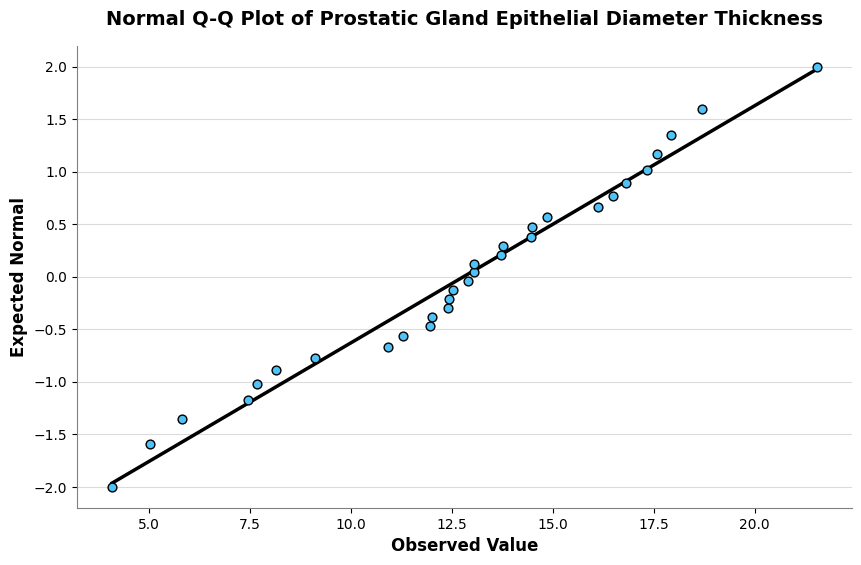 Normal Q-Q Plot of Prostatic Gland Epithelial Diameter Thickness
2.0
1.5
1.0
0.5
0.0
−0.5
−1.0
−1.5
−2.0
Expected Normal
5.0 7.5 10.0 12.5 15.0 17.5 20.0
Observed Value